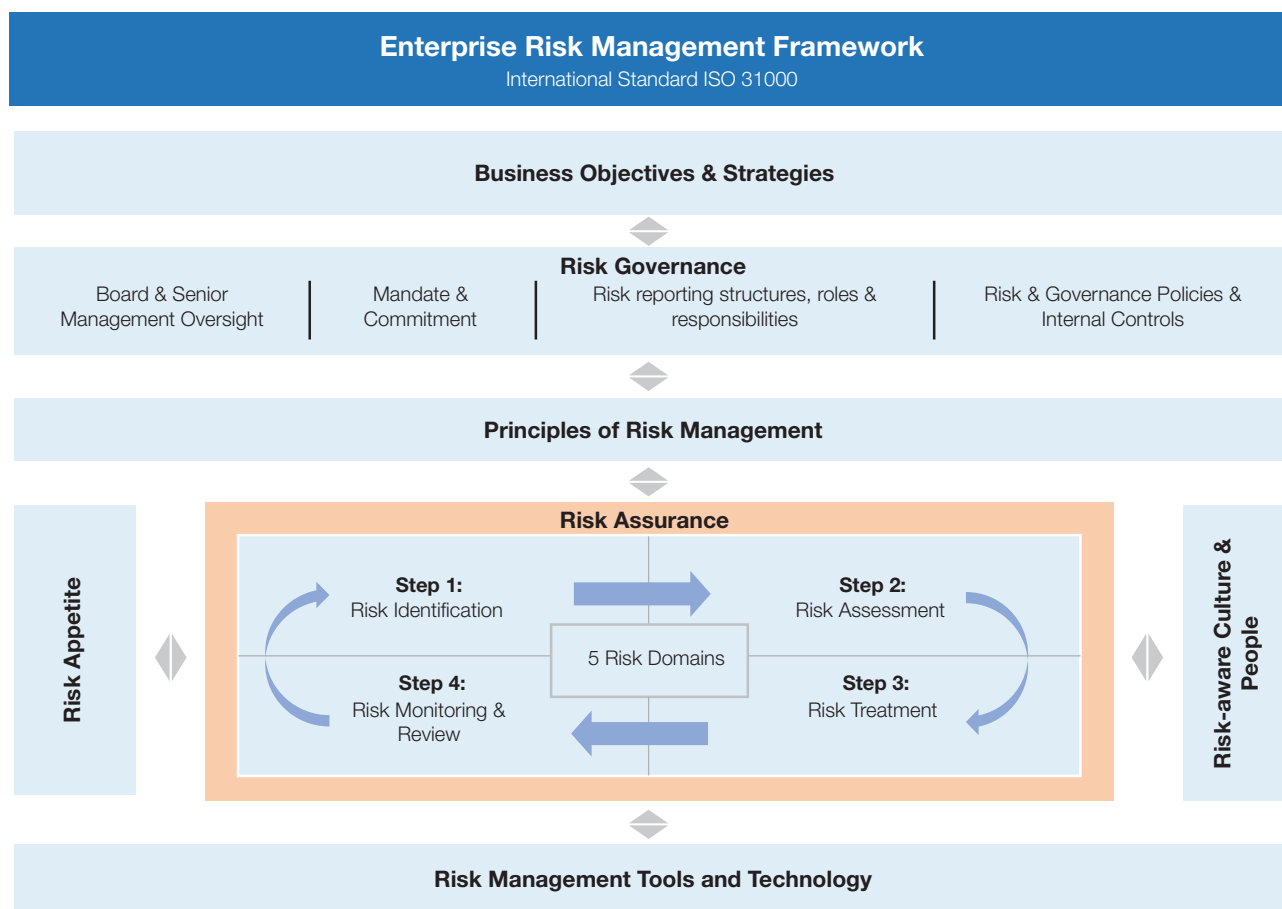 Enterprise Risk Management Framework
International Standard ISO 31000
Business Objectives & Strategies
Risk Governance
Board & Senior
Management Oversight
Mandate &
Commitment
Risk reporting structures, roles &
responsibilities
Risk & Governance Policies &
Internal Controls
Principles of Risk Management
Risk Appetite
Risk Assurance
Step 1:
Risk Identification
Step 2:
Risk Assessment
5 Risk Domains
Step 4:
Risk Monitoring &
Review
Step 3:
Risk Treatment
Risk-aware Culture &
People
Risk Management Tools and Technology